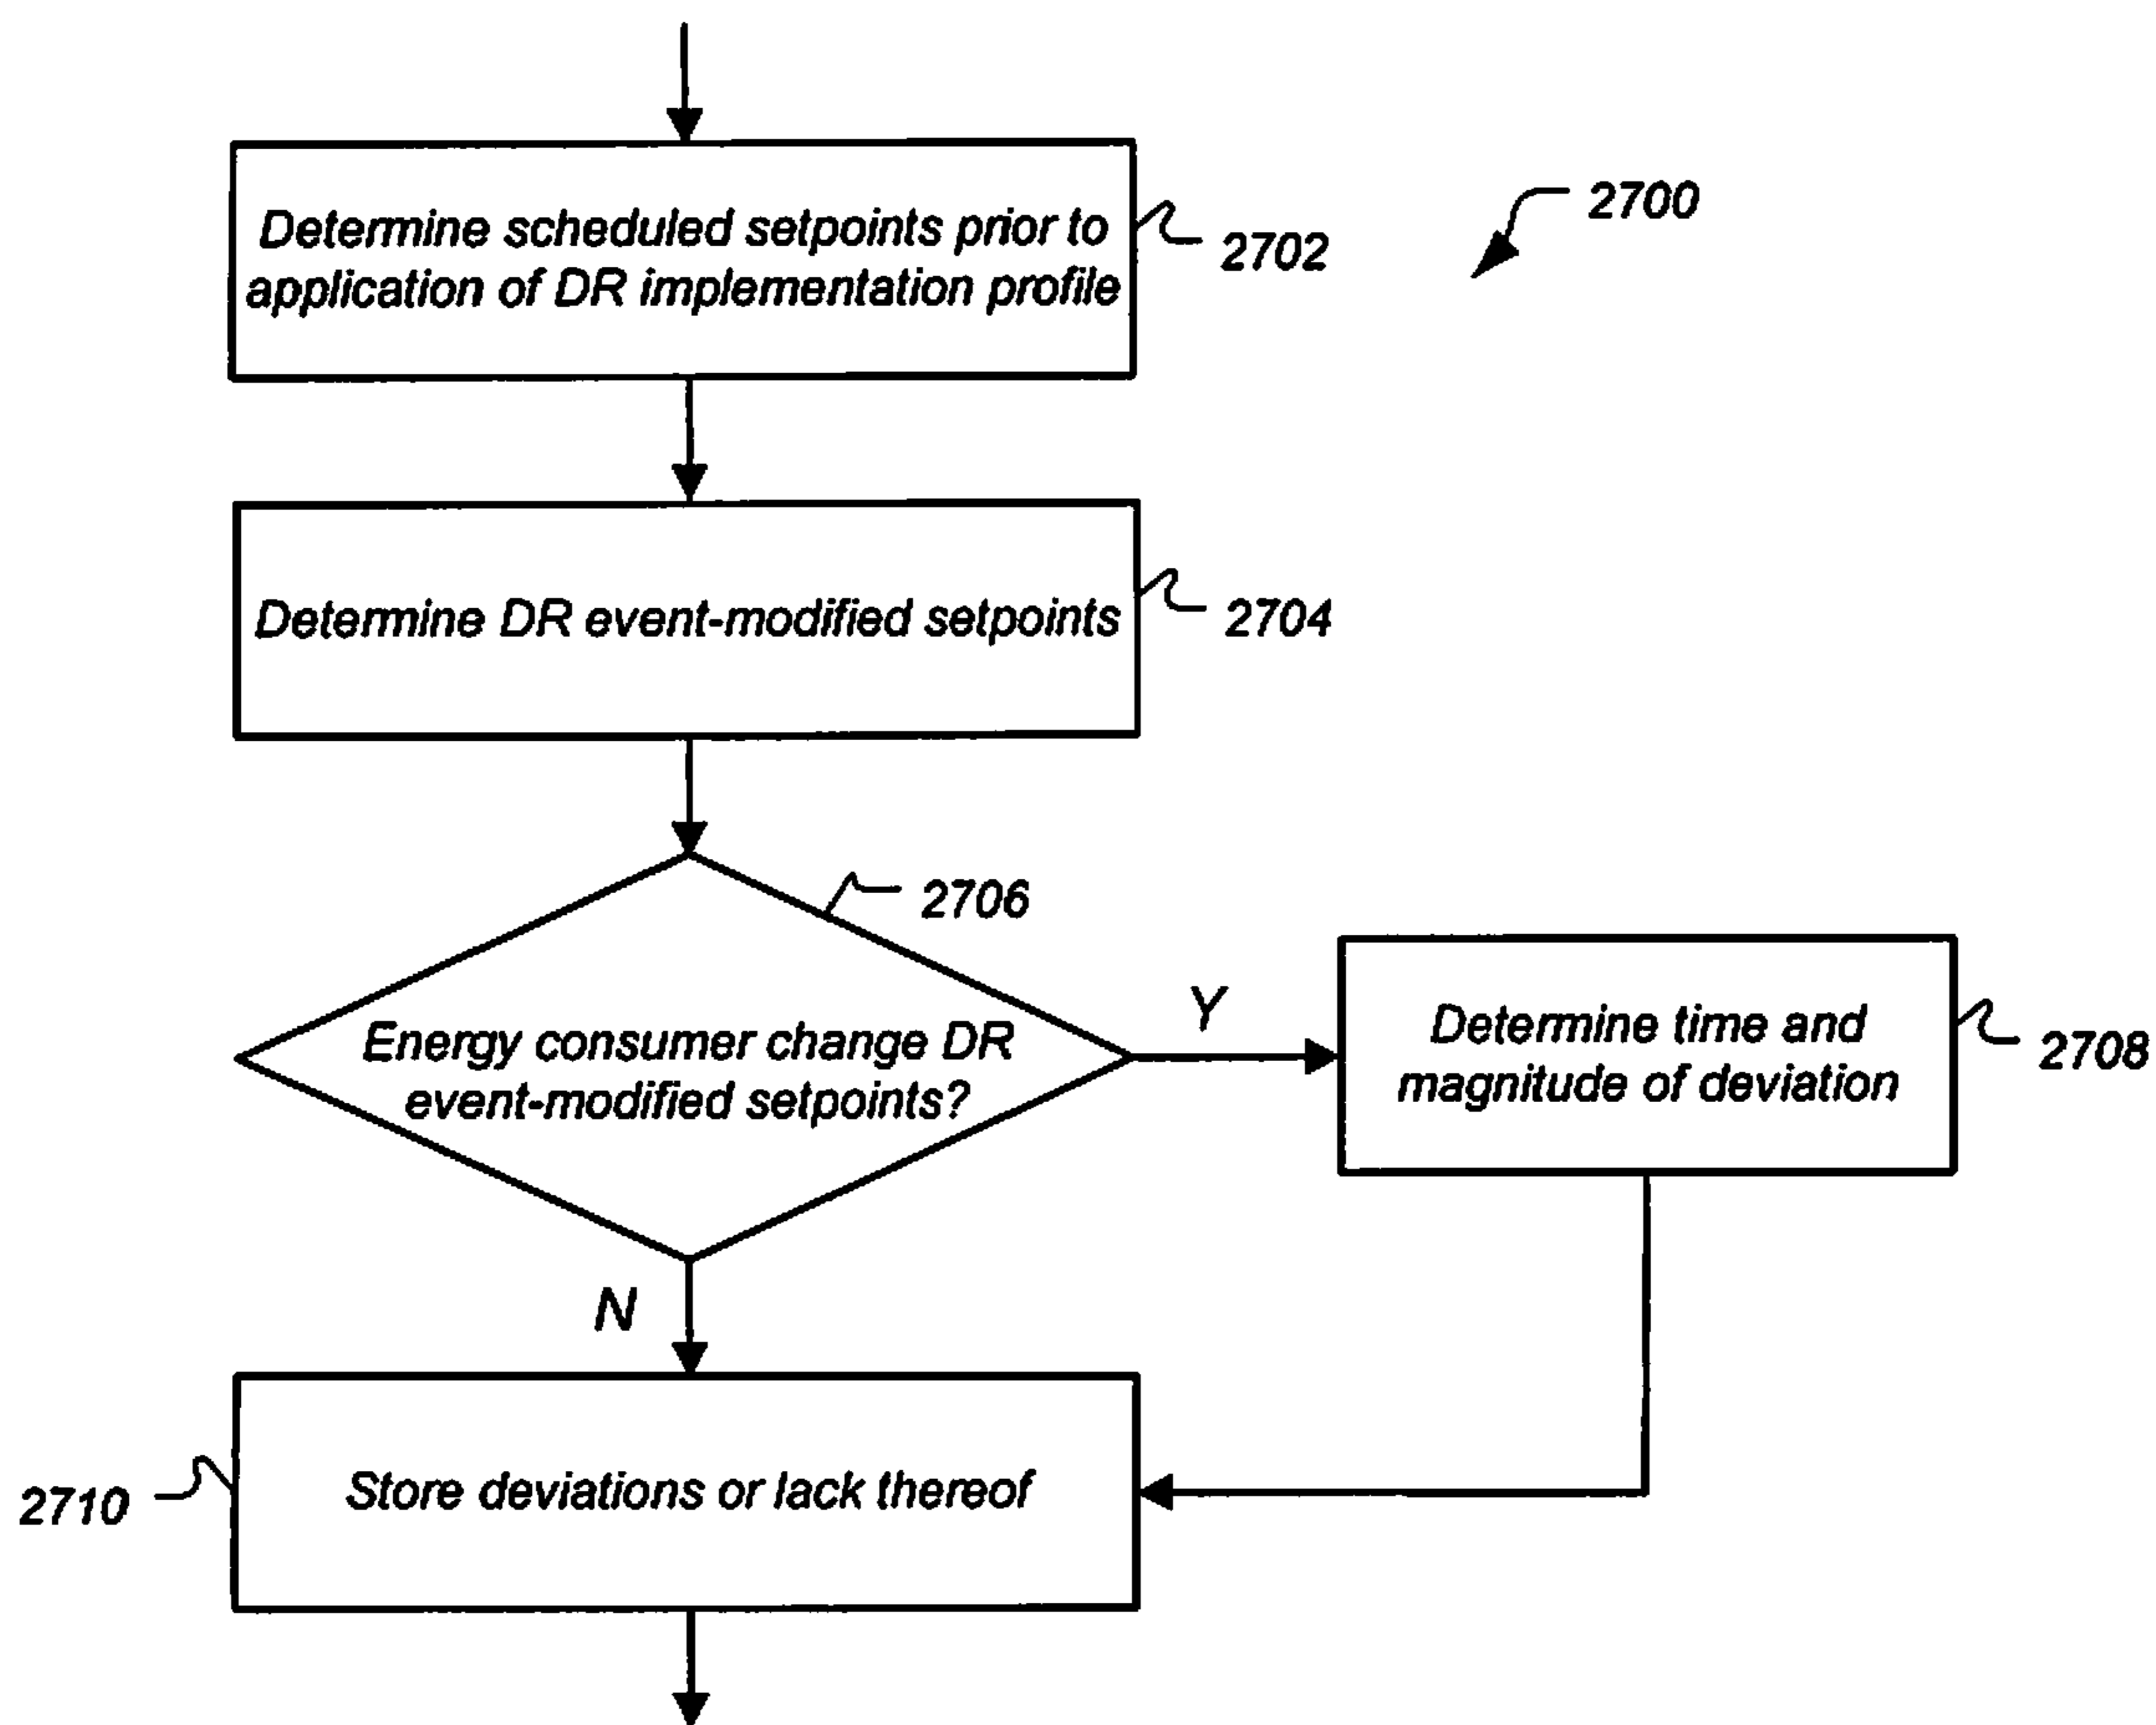 2700
Determine scheduled setpoints prior to
application of DR implementation profile
2702
Determine DR event-modified setpoints
2704
2706
Energy consumer change DR
event-modified setpoints?
Y
Determine time and
magnitude of deviation
2708
N
Store deviations or lack thereof
2710